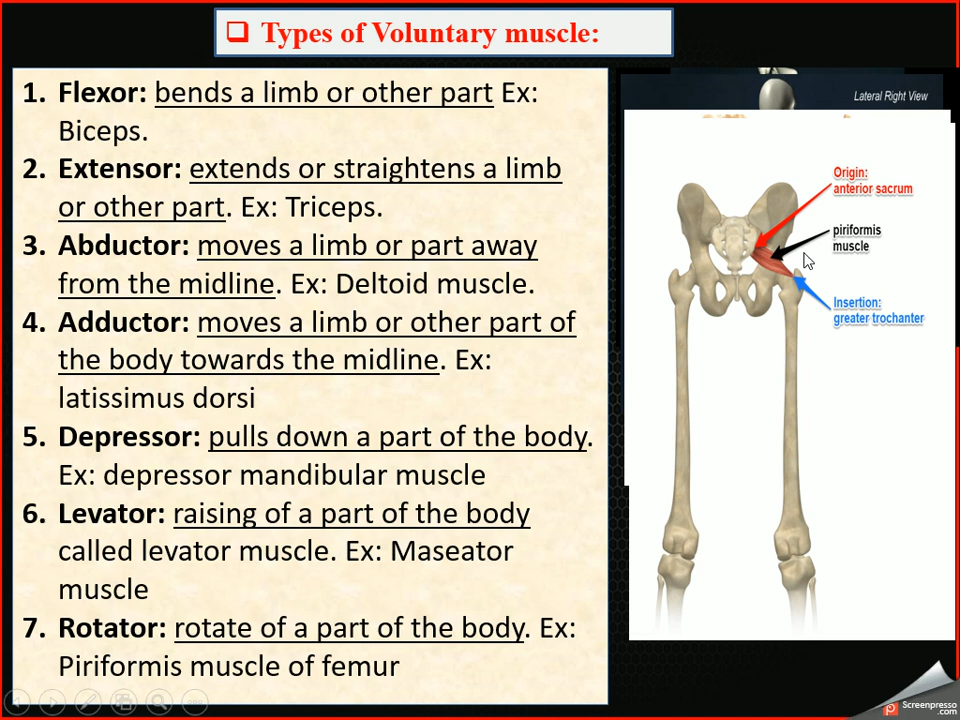 ❑ Types of Voluntary muscle:
1. Flexor: bends a limb or other part Ex:
Biceps.
2. Extensor: extends or straightens a limb
or other part. Ex: Triceps.
3. Abductor: moves a limb or part away
from the midline. Ex: Deltoid muscle.
4. Adductor: moves a limb or other part of
the body towards the midline. Ex:
latissimus dorsi
5. Depressor: pulls down a part of the body.
Ex: depressor mandibular muscle
6. Levator: raising of a part of the body
called levator muscle. Ex: Maseator
muscle
7. Rotator: rotate of a part of the body. Ex:
Piriformis muscle of femur
Lateral Right View
Origin:
anterior sacrum
piriformis
muscle
Insertion:
greater trochanter
Screenpresso
.com